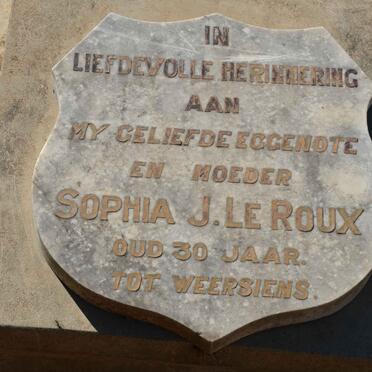 IN
LIEFDEVOLLE HERINNERING
AAN
MY GELIEFDE EGGENOTE
EN MOEDER
SOPHIA J. LE ROUX
OUD 30 JAAR.
TOT WEERSIENS.